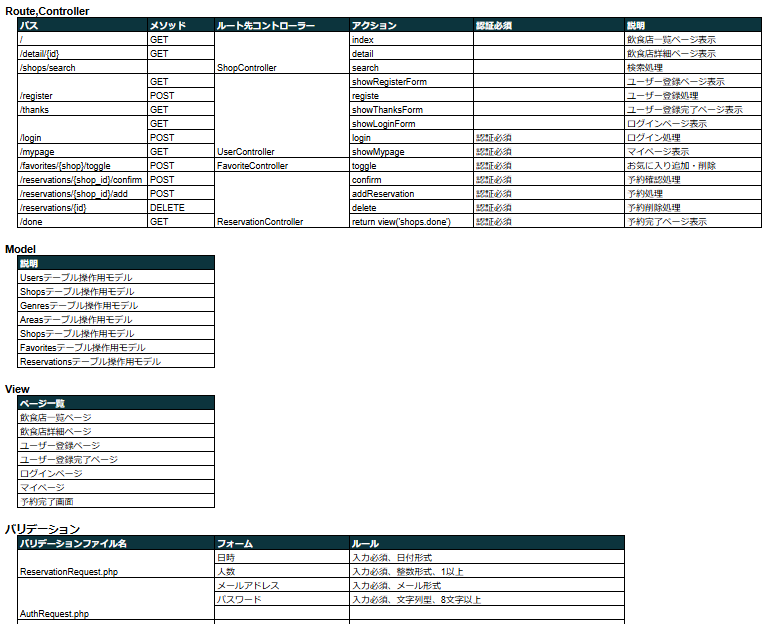 Route,Controller
パス メソッド ルート先コントローラー アクション 認証必須 説明
/ GET index 飲食店一覧ページ表示
/detail/{id} GET detail 飲食店詳細ページ表示
/shops/search ShopController search 検索処理
GET showRegisterForm ユーザー登録ページ表示
/register POST registe ユーザー登録処理
/thanks GET showThanksForm ユーザー登録完了ページ表示
GET showLoginForm ログインページ表示
/login POST login 認証必須 ログイン処理
/mypage GET UserController showMypage 認証必須 マイページ表示
/favorites/{shop}/toggle POST FavoriteController toggle 認証必須 お気に入り追加・削除
/reservations/{shop_id}/confirm POST confirm 認証必須 予約確認処理
/reservations/{shop_id}/add POST addReservation 認証必須 予約処理
/reservations/{id} DELETE delete 認証必須 予約削除処理
/done GET ReservationController return view('shops.done') 認証必須 予約完了ページ表示
Model
説明
Usersテーブル操作用モデル
Shopsテーブル操作用モデル
Genresテーブル操作用モデル
Areasテーブル操作用モデル
Shopsテーブル操作用モデル
Favoritesテーブル操作用モデル
Reservationsテーブル操作用モデル
View
ページ一覧
飲食店一覧ページ
飲食店詳細ページ
ユーザー登録ページ
ユーザー登録完了ページ
ログインページ
マイページ
予約完了画面
バリデーション
バリデーションファイル名 フォーム ルール
日時 入力必須、日付形式
ReservationRequest.php 人数 入力必須、整数形式、1以上
メールアドレス 入力必須、メール形式
パスワード 入力必須、文字列型、8文字以上
AuthRequest.php